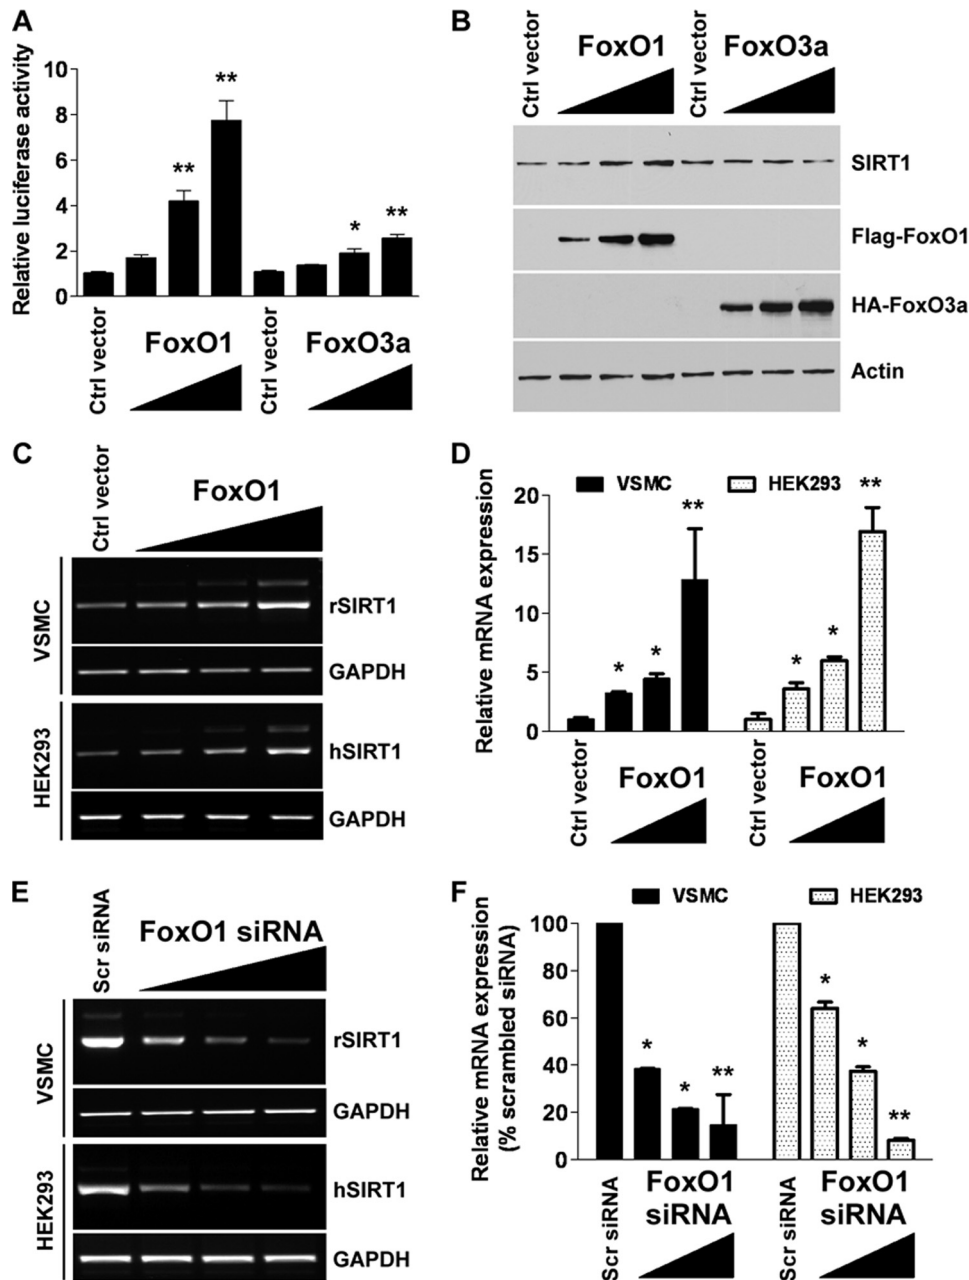 A
Relative luciferase activity
10
8
6
4
2
0
**
**
*
**
Ctrl vector
FoxO1
Ctrl vector
FoxO3a
B
Ctrl vector
FoxO1
Ctrl vector
FoxO3a
SIRT1
Flag-FoxO1
HA-FoxO3a
Actin
C
Ctrl vector
FoxO1
VSMC
rSIRT1
GAPDH
HEK293
hSIRT1
GAPDH
D
VSMC
HEK293
Relative mRNA expression
20
15
10
5
0
*
*
**
*
*
**
Ctrl vector
FoxO1
Ctrl vector
FoxO1
E
Scr siRNA
FoxO1 siRNA
VSMC
rSIRT1
GAPDH
HEK293
hSIRT1
GAPDH
F
VSMC
HEK293
Relative mRNA expression
(% scrambled siRNA)
100
80
60
40
20
0
*
*
**
*
*
**
Scr siRNA
FoxO1
siRNA
Scr siRNA
FoxO1
siRNA